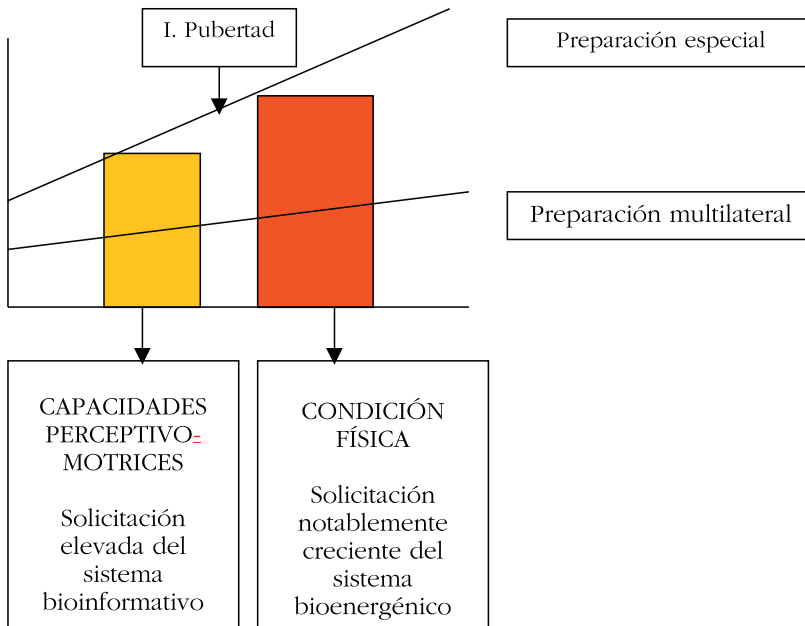 I. Pubertad
Preparación especial
Preparación multilateral
CAPACIDADES
PERCEPTIVO-
MOTRICES
Solicitación
elevada del
sistema
bioinformativo
CONDICIÓN
FÍSICA
Solicitación
notablemente
creciente del
sistema
bioenergénico